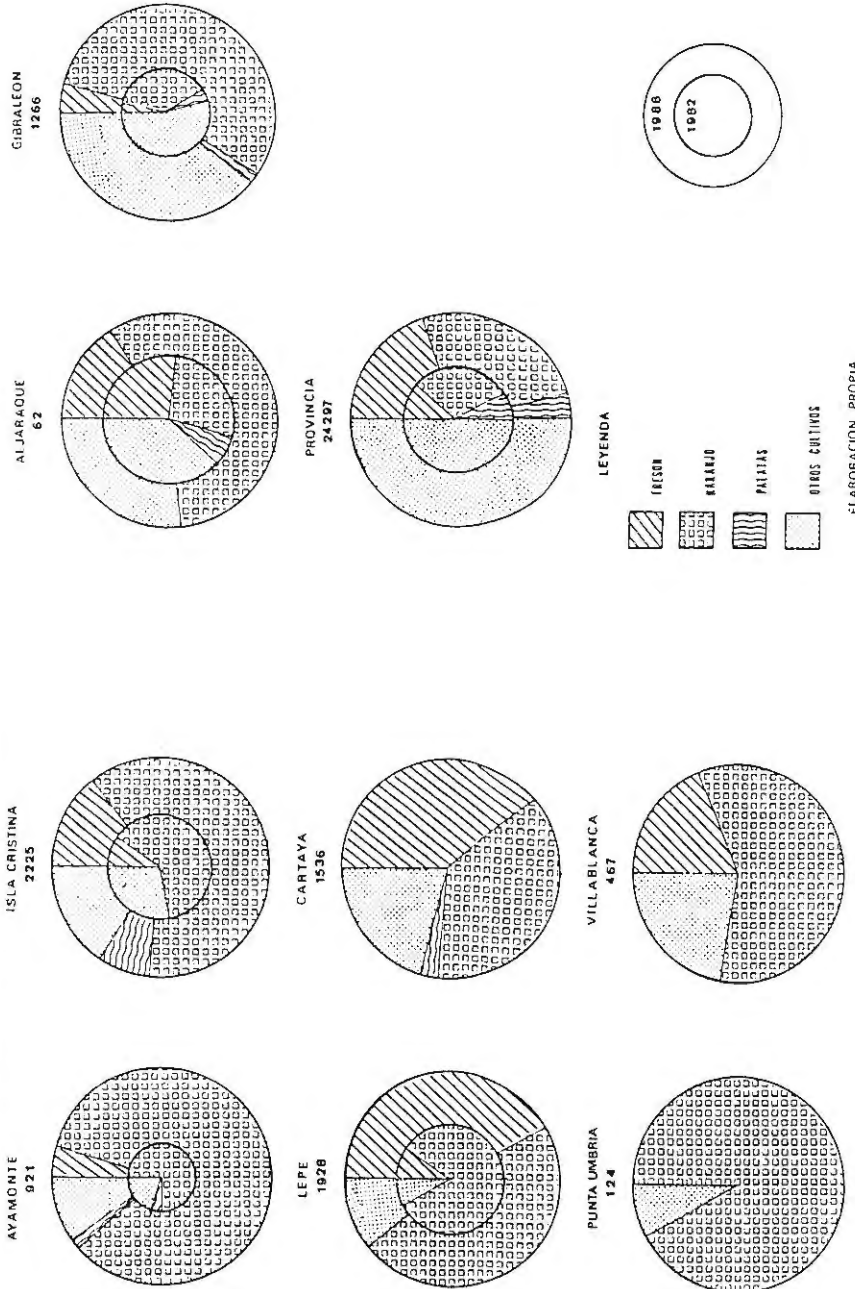 AYAMONTE
921
ISLA CRISTINA
2225
ALJARAQUE
62
GIBRALEON
1266
LEPE
1928
CARTAYA
1536
PROVINCIA
24297
PUNTA UMBRIA
124
VILLABLANCA
467
LEYENDA
FRESON
NARANJO
PATATAS
OTROS CULTIVOS
1988
1982
ELABORACION PROPIA